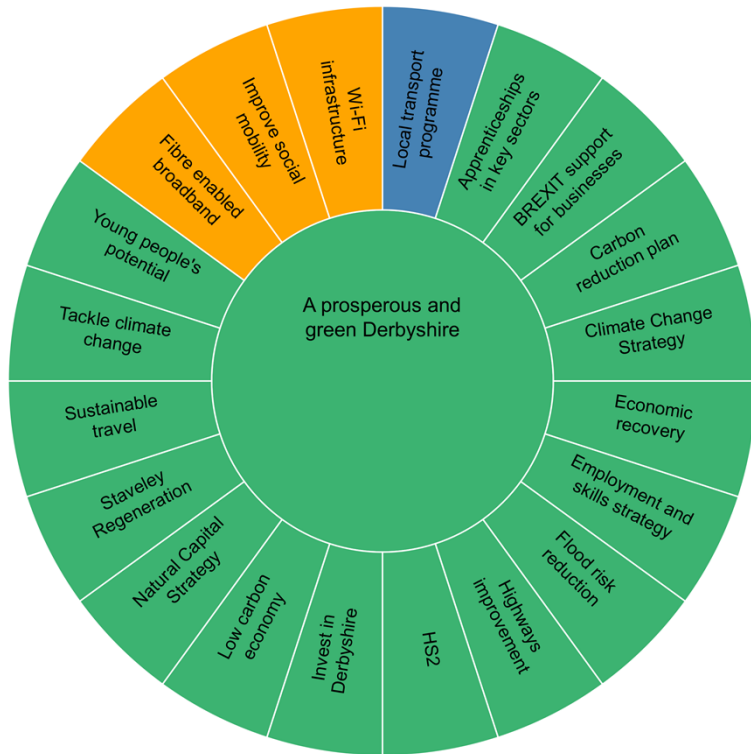 A prosperous and
green Derbyshire
Local transport
programme
Apprenticeships
in key sectors
BREXIT support
for businesses
Carbon
reduction plan
Climate Change
Strategy
Economic
recovery
Employment and
skills strategy
Flood risk
reduction
Highways
improvement
HS2
Invest in
Derbyshire
Low carbon
economy
Natural Capital
Strategy
Staveley
Regeneration
Sustainable
travel
Tackle climate
change
Young people's
potential
Fibre enabled
broadband
Improve social
mobility
Wi-Fi
infrastructure